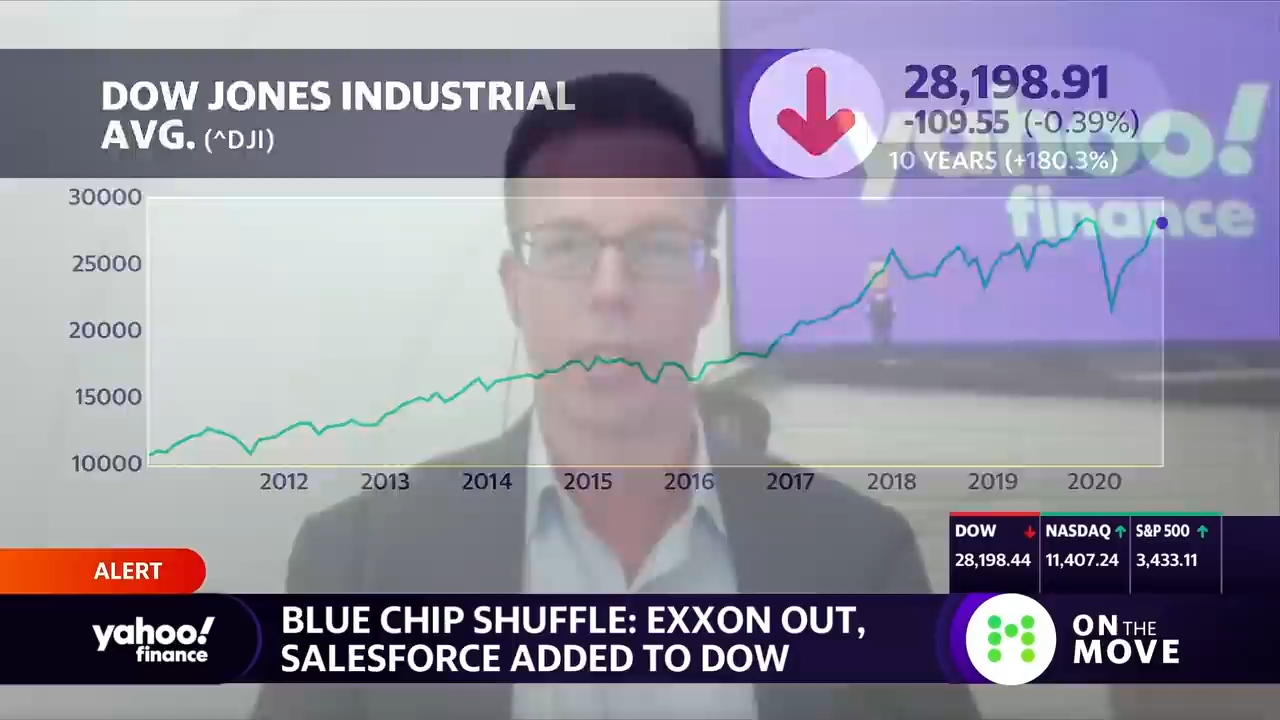 DOW JONES INDUSTRIAL
AVG. (^DJI)
28,198.91
-109.55 (-0.39%)
10 YEARS (+180.3%)
yahoo!
finance
30000
25000
20000
15000
10000
2012 2013 2014 2015 2016 2017 2018 2019 2020
DOW NASDAQ S&P 500
28,198.44 11,407.24 3,433.11
ALERT
yahoo!
finance
BLUE CHIP SHUFFLE: EXXON OUT,
SALESFORCE ADDED TO DOW
ON THE
MOVE